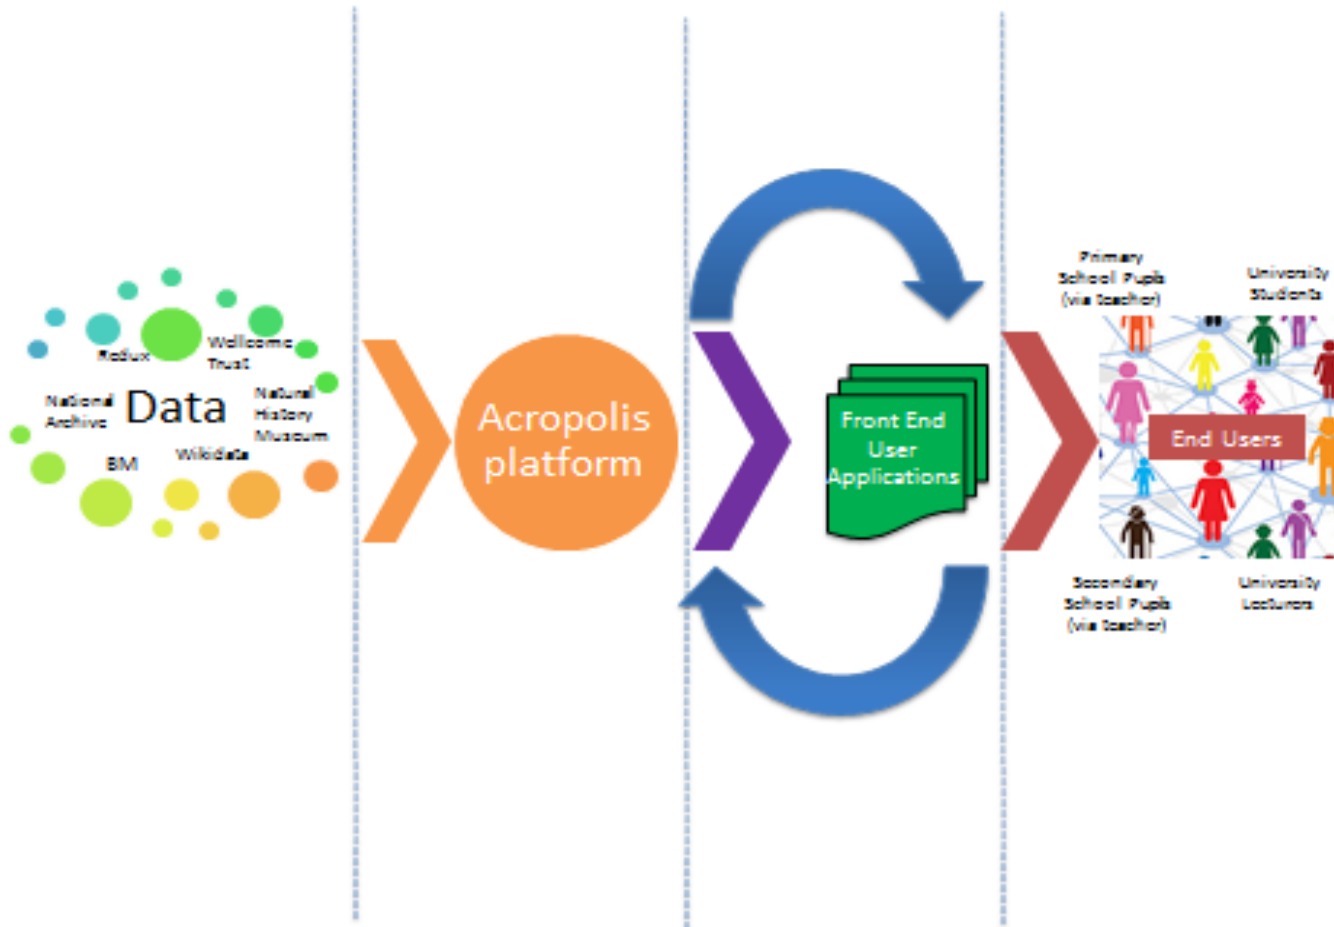 Redux
Wellcome
Trust
National
Archive
Data
Natural
History
Museum
BM
Wikidata
Acropolis
platform
Front End
User
Applications
Primary
School Pupils
(via teacher)
University
Students
End Users
Secondary
School Pupils
(via teacher)
University
Lecturers